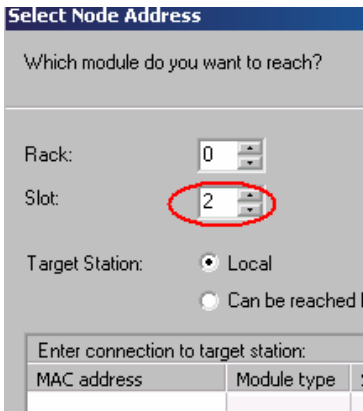 Select Node Address
Which module do you want to reach?
Rack: 0
Slot: 2
Target Station: Local
Can be reached
Enter connection to target station:
MAC address Module type